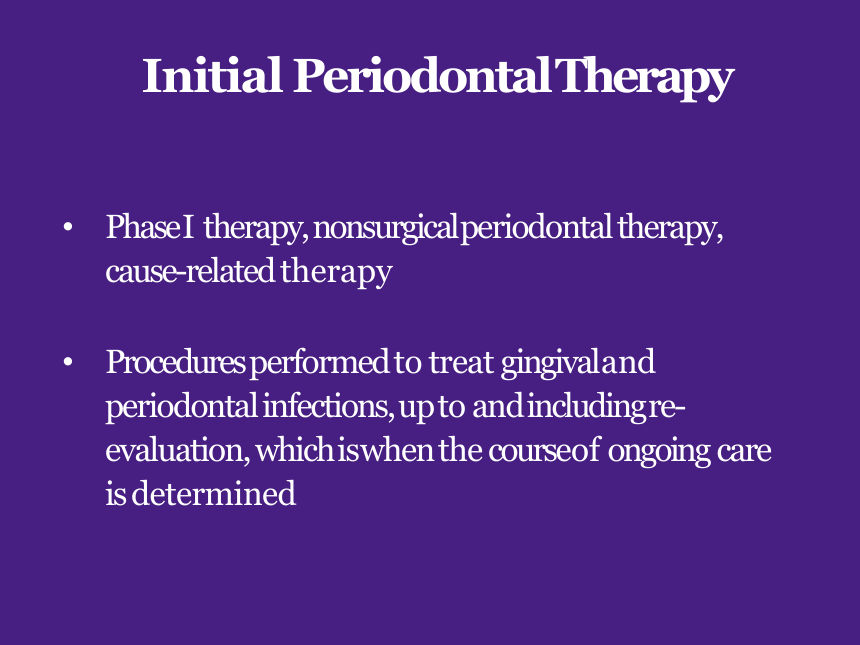 Initial Periodontal Therapy
• Phase I therapy, nonsurgical periodontal therapy,
cause-related therapy
• Procedures performed to treat gingival and
periodontal infections, up to and including re-
evaluation, which is when the course of ongoing care
is determined